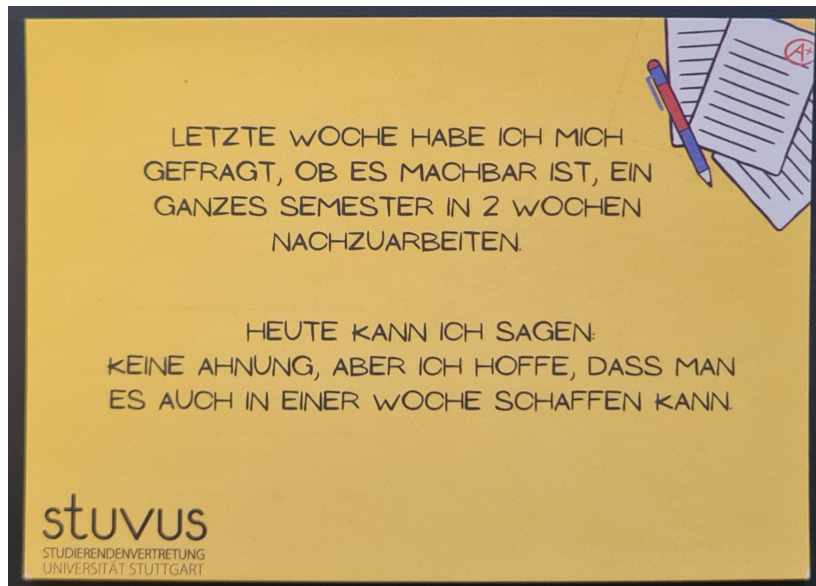 A+
LETZTE WOCHE HABE ICH MICH
GEFRAGT, OB ES MACHBAR IST, EIN
GANZES SEMESTER IN 2 WOCHEN
NACHZUARBEITEN.
HEUTE KANN ICH SAGEN:
KEINE AHNUNG, ABER ICH HOFFE, DASS MAN
ES AUCH IN EINER WOCHE SCHAFFEN KANN.
stuvus
STUDIERENDENVERTRETUNG
UNIVERSITÄT STUTTGART